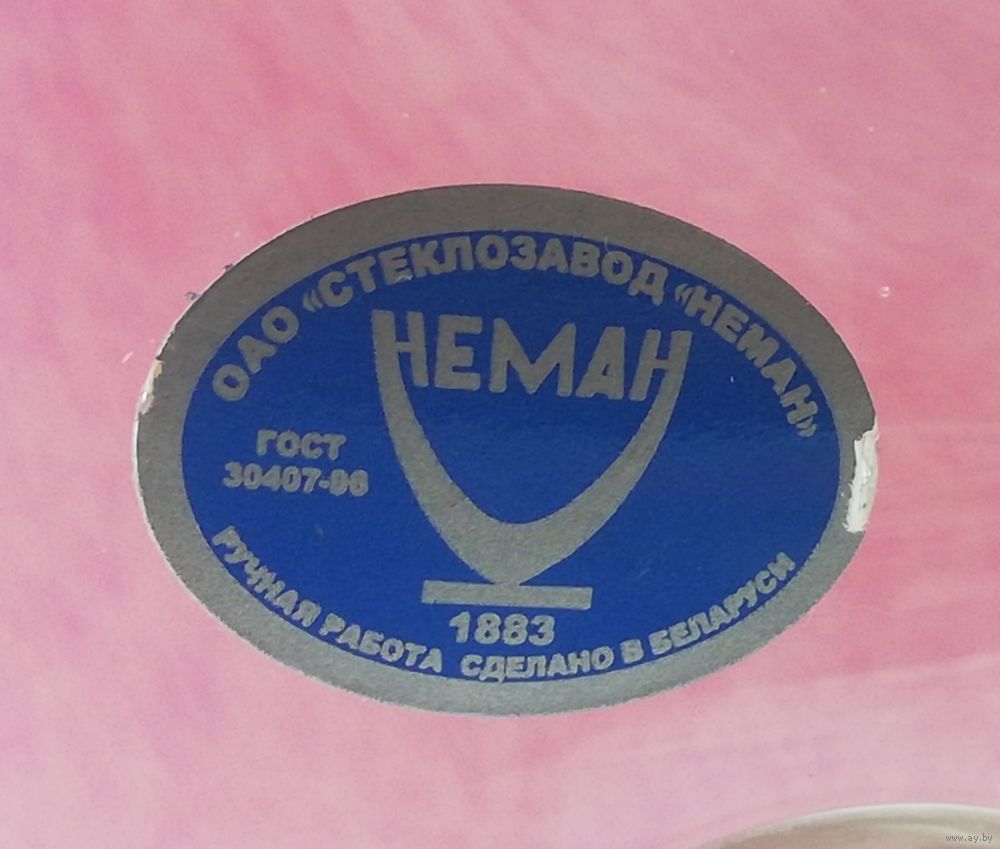 ОАО «СТЕКЛОЗАВОД «НЕМАН»
НЕМАН
ГОСТ
30407-96
1883
РУЧНАЯ РАБОТА СДЕЛАНО В БЕЛАРУСИ
www.ay.by